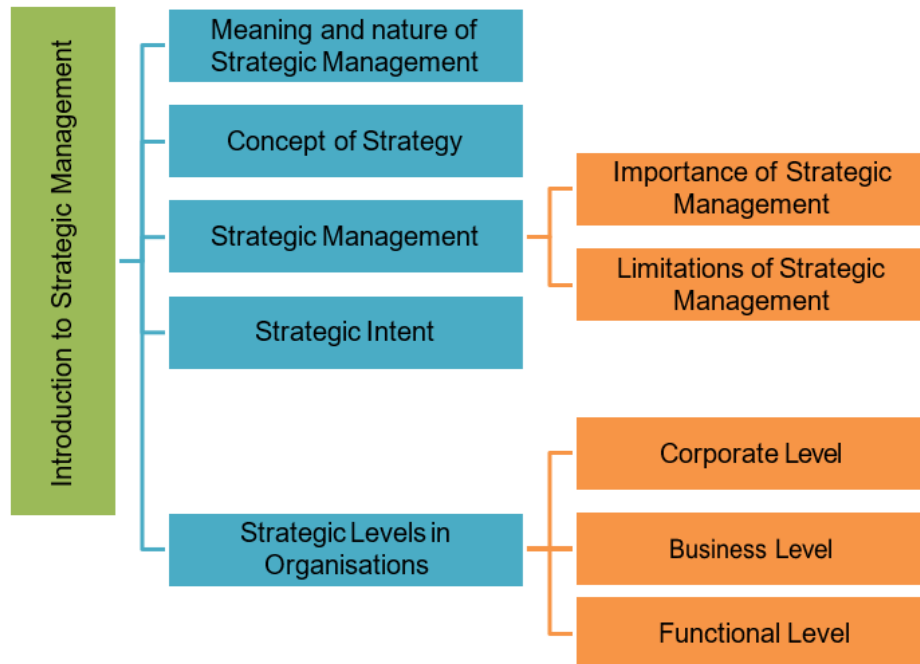 Introduction to Strategic Management
Meaning and nature of
Strategic Management
Concept of Strategy
Strategic Management
Importance of Strategic
Management
Limitations of Strategic
Management
Strategic Intent
Strategic Levels in
Organisations
Corporate Level
Business Level
Functional Level